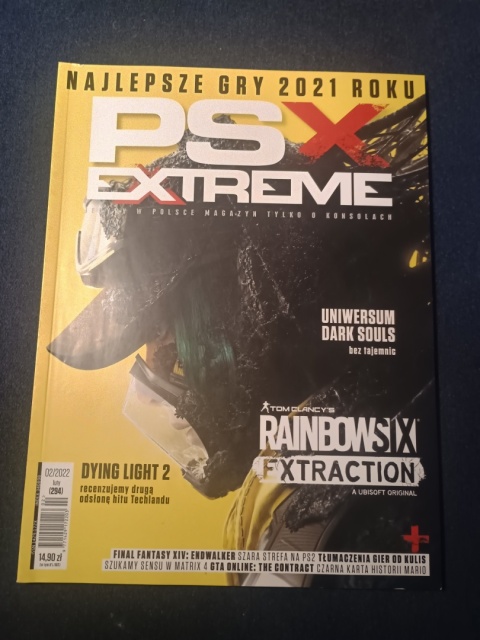 NAJLEPSZE GRY 2021 ROKU
PSX
EXTREME
W POLSCE MAGAZYN TYLKO O KONSOLACH
UNIWERSUM
DARK SOULS
bez tajemnic
TOM CLANCY'S
RAINBOW SIX
EXTRACTION
A UBISOFT ORIGINAL
02/2022
luty
(294)
14,90 zł
DYING LIGHT 2
recenzujemy drugą
odsłonę hitu Techlandu
+
FINAL FANTASY XIV: ENDWALKER SZARA STREFA NA PS2 TŁUMACZENIA GIER OD KULIS
SZUKAMY SENSU W MATRIX 4 GTA ONLINE: THE CONTRACT CZARNA KARTA HISTORII MARIO